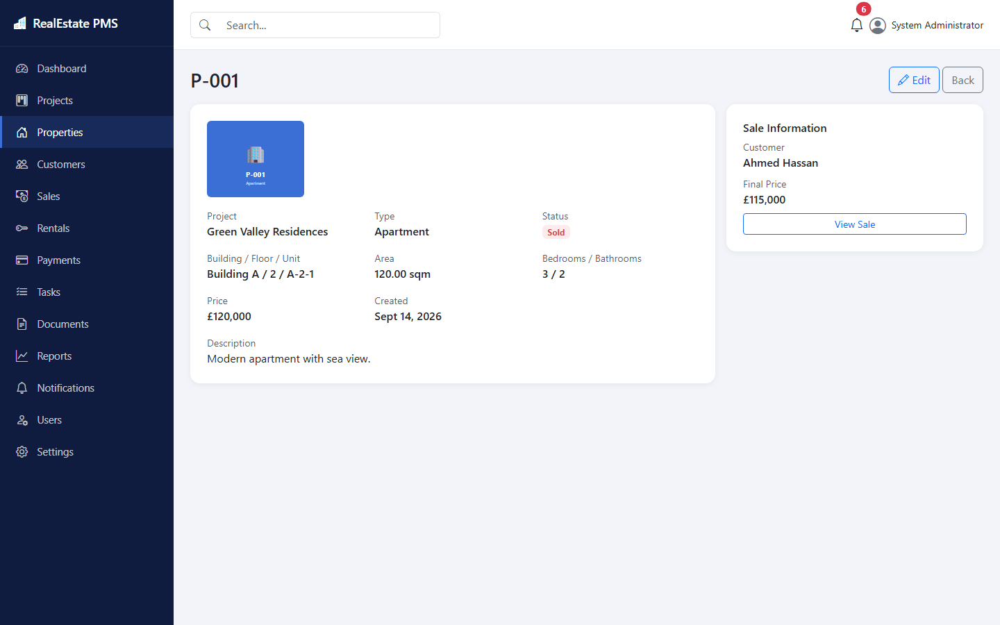 RealEstate PMS
Dashboard
Projects
Properties
Customers
Sales
Rentals
Payments
Tasks
Documents
Reports
Notifications
Users
Settings
Search...
6
System Administrator
P-001
Edit
Back
P-001
Apartment
Project
Green Valley Residences
Type
Apartment
Status
Sold
Building / Floor / Unit
Building A / 2 / A-2-1
Area
120.00 sqm
Bedrooms / Bathrooms
3 / 2
Price
£120,000
Created
Sept 14, 2026
Description
Modern apartment with sea view.
Sale Information
Customer
Ahmed Hassan
Final Price
£115,000
View Sale